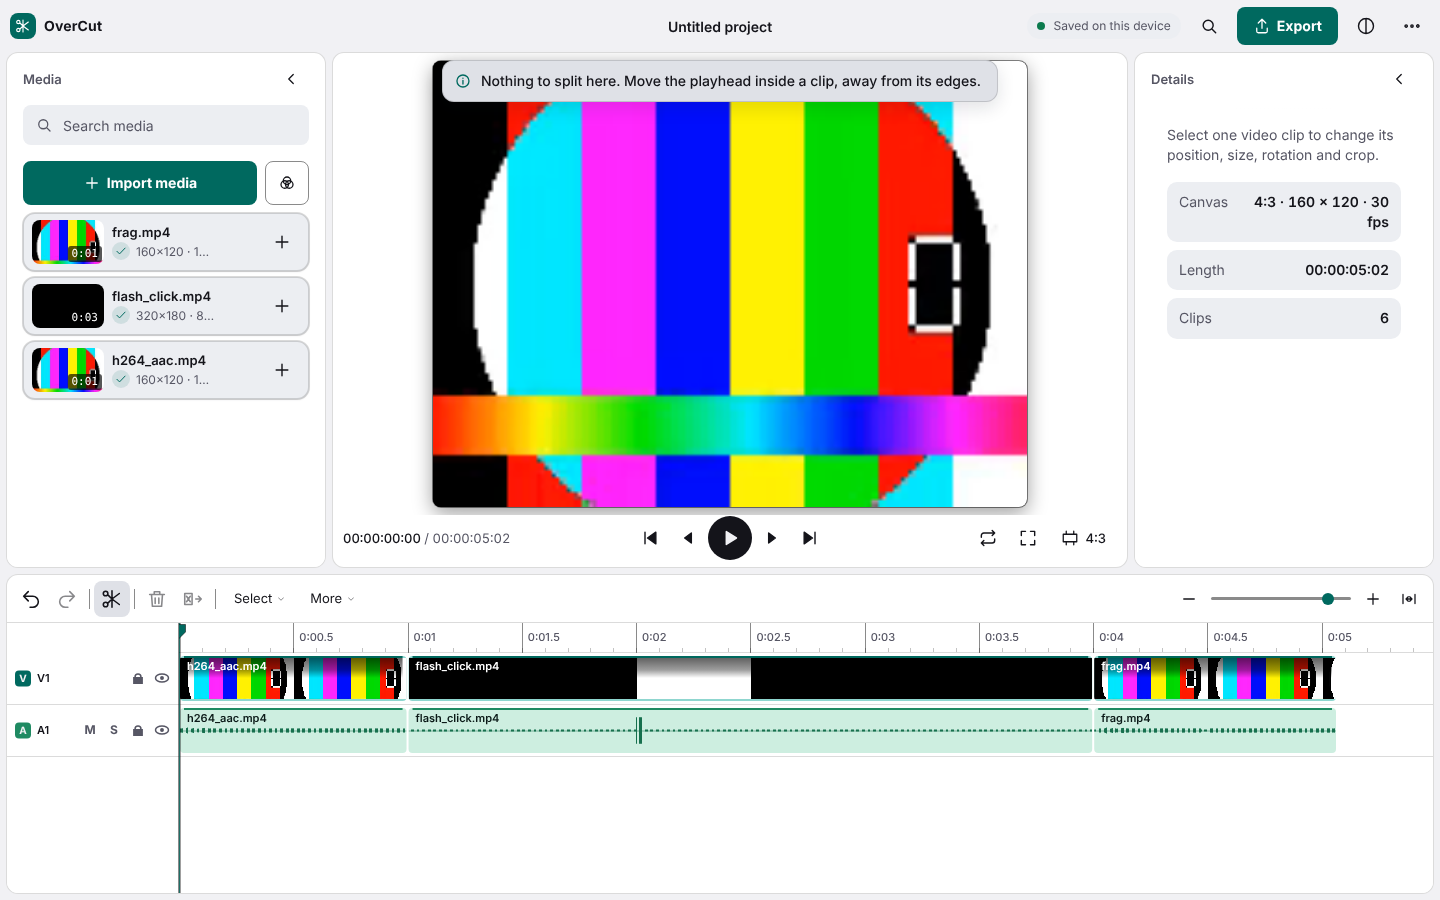 OverCut
Untitled project
Saved on this device
Export
Media
Search media
Import media
frag.mp4
0:01
160×120 · 1...
flash_click.mp4
0:03
320×180 · 8...
h264_aac.mp4
0:01
160×120 · 1...
Nothing to split here. Move the playhead inside a clip, away from its edges.
00:00:00:00 / 00:00:05:02
4:3
Details
Select one video clip to change its
position, size, rotation and crop.
Canvas
4:3 · 160 × 120 · 30
fps
Length
00:00:05:02
Clips
6
Select
More
0:00.5
0:01
0:01.5
0:02
0:02.5
0:03
0:03.5
0:04
0:04.5
0:05
V V1
h264_aac.mp4
flash_click.mp4
frag.mp4
A A1 M S
h264_aac.mp4
flash_click.mp4
frag.mp4